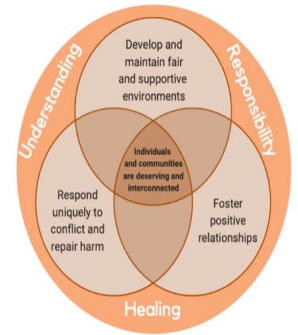 Understanding
Responsibility
Develop and
maintain fair
and supportive
environments
Individuals
and communities
are deserving and
interconnected
Respond
uniquely to
conflict and
repair harm
Foster
positive
relationships
Healing